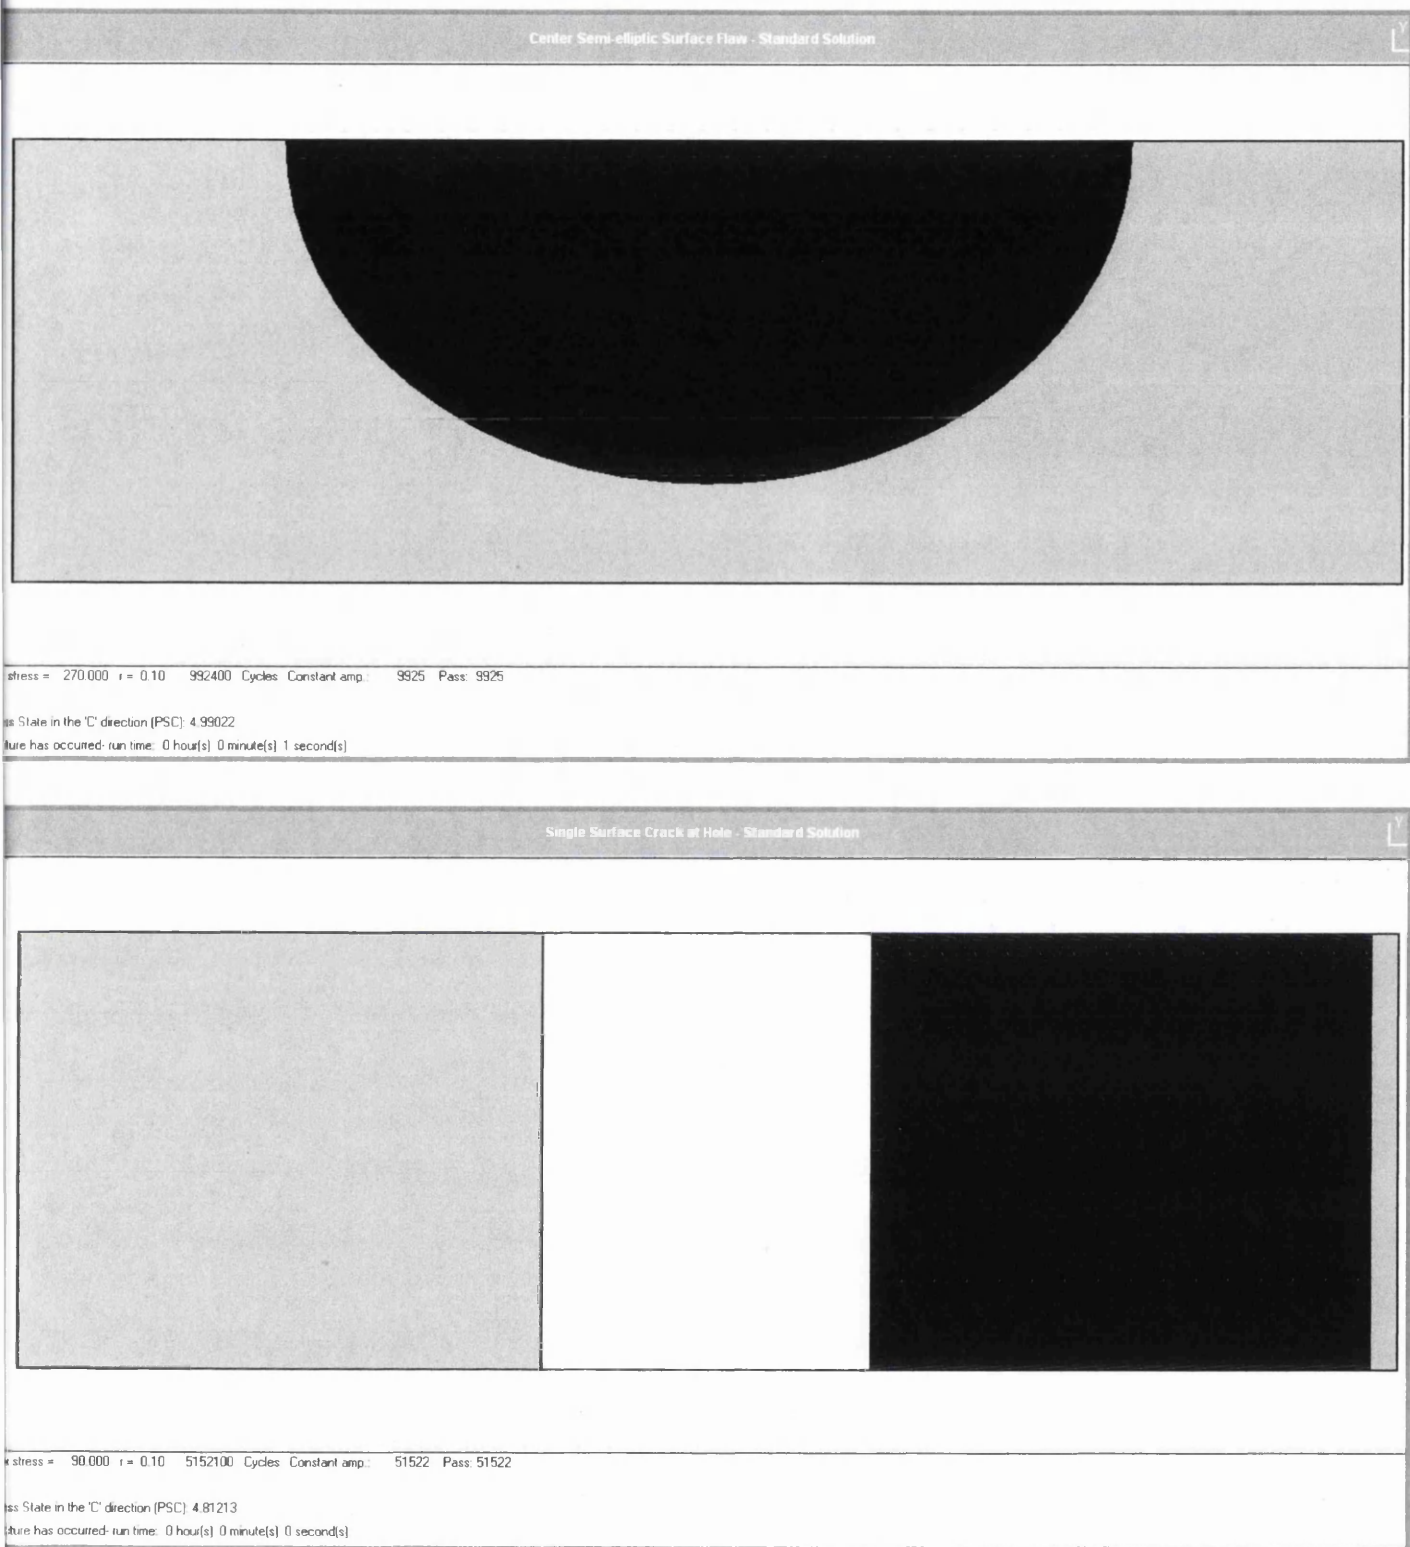 Center Semi-elliptic Surface Flaw - Standard Solution
Y
stress = 270.000 r = 0.10 992400 Cycles Constant amp.: 9925 Pass: 9925
ss State in the 'C' direction (PSC): 4.99022
lure has occurred- run time: 0 hour(s) 0 minute(s) 1 second(s)
Single Surface Crack at Hole - Standard Solution
Y
x stress = 90.000 r = 0.10 5152100 Cycles Constant amp.: 51522 Pass: 51522
ss State in the 'C' direction (PSC): 4.81213
ilure has occurred- run time: 0 hour(s) 0 minute(s) 0 second(s)